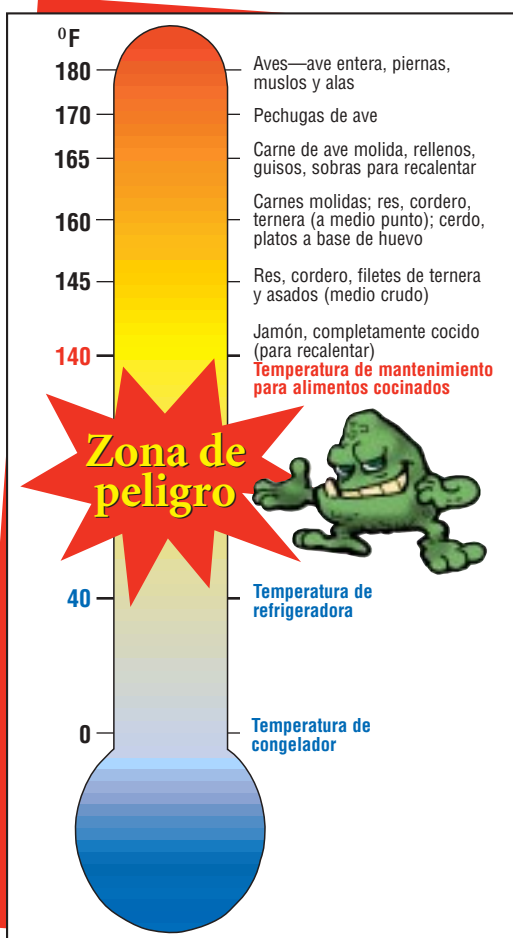 ⁰F
180
Aves—ave entera, piernas,
muslos y alas
170
Pechugas de ave
165
Carne de ave molida, rellenos,
guisos, sobras para recalentar
160
Carnes molidas; res, cordero,
ternera (a medio punto); cerdo,
platos a base de huevo
145
Res, cordero, filetes de ternera
y asados (medio crudo)
140
Jamón, completamente cocido
(para recalentar)
Temperatura de mantenimiento
para alimentos cocinados
Zona de
peligro
40
Temperatura de
refrigeradora
0
Temperatura de
congelador